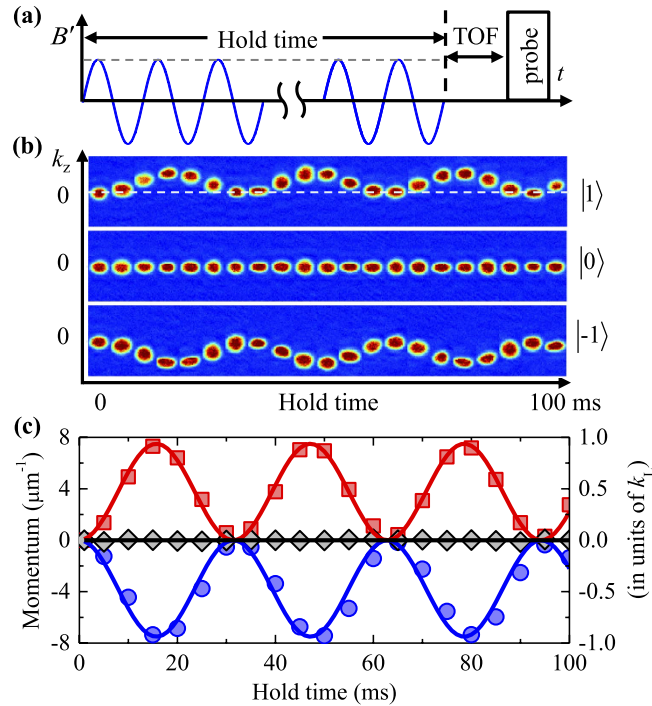 (a)
B′
Hold time
TOF
probe
t
(b)
k_z
0
|1⟩
0
|0⟩
0
|-1⟩
0
Hold time
100 ms
(c)
Momentum (μm⁻¹)
8
4
0
-4
-8
1.0
0.5
0.0
-0.5
-1.0
(in units of k_L)
0
20
40
60
80
100
Hold time (ms)